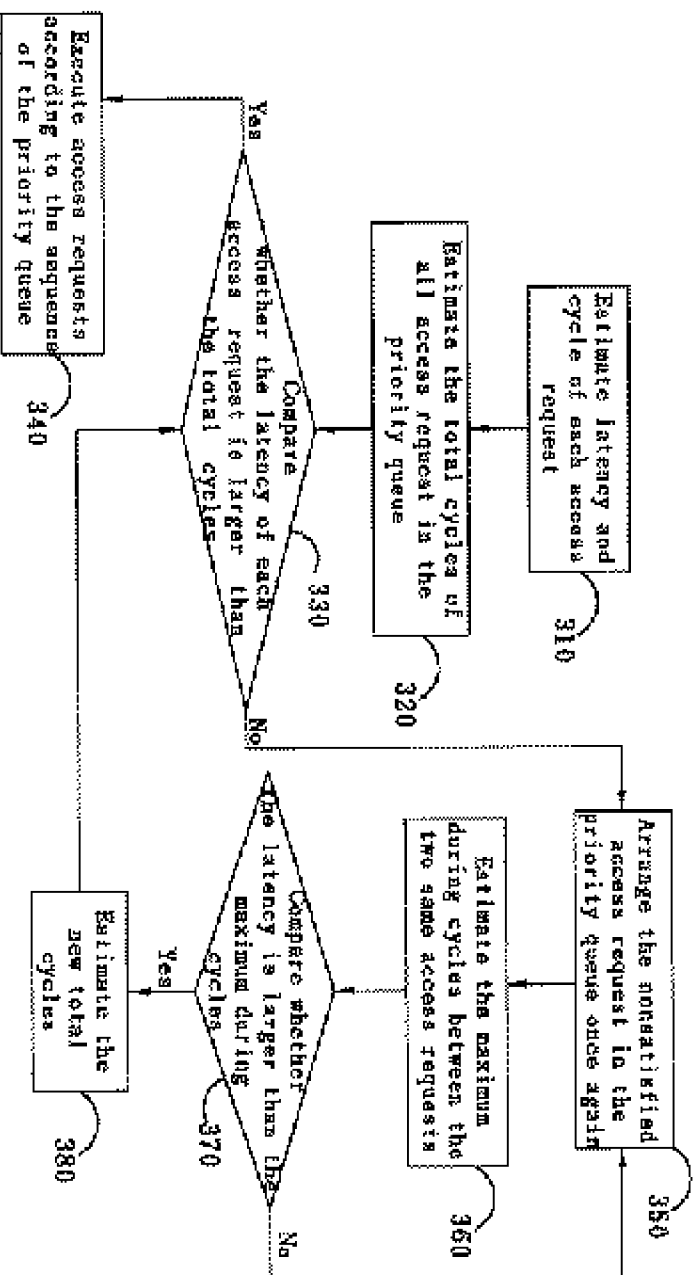 Estimate latency and
cycle of each access
request
310
Estimate the total cycles of
all access request in the
priority queue
320
Compare
whether the latency of each
access request is larger than
the total cycles
330
Yes
No
Execute access requests
according to the sequence
of the priority queue
340
Arrange the nonsatisfied
access request in the
priority queue once again
350
Estimate the maximum
during cycles between the
two same access requests
360
Compare whether
the latency is larger than the
maximum during
cycles
370
Yes
No
Estimate the
new total
cycles
380